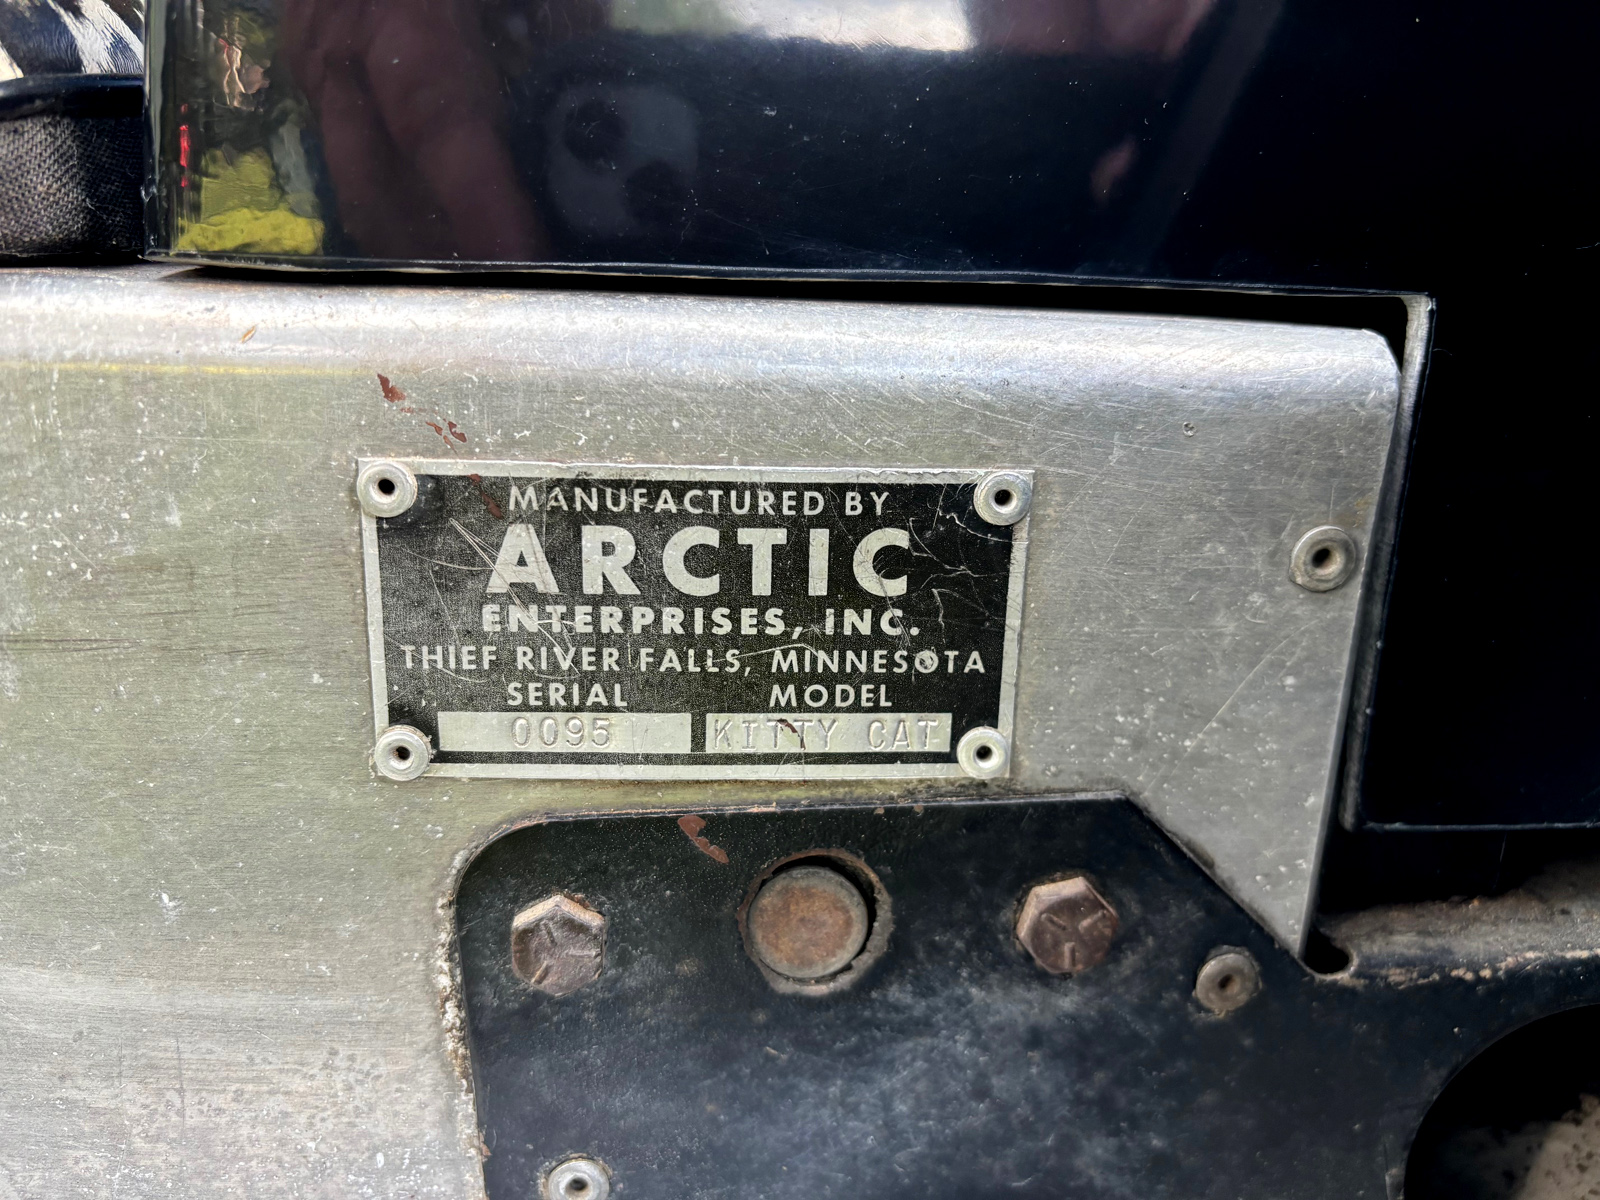 MANUFACTURED BY
ARCTIC
ENTERPRISES, INC.
THIEF RIVER FALLS, MINNESOTA
SERIAL MODEL
0095 KITTY CAT